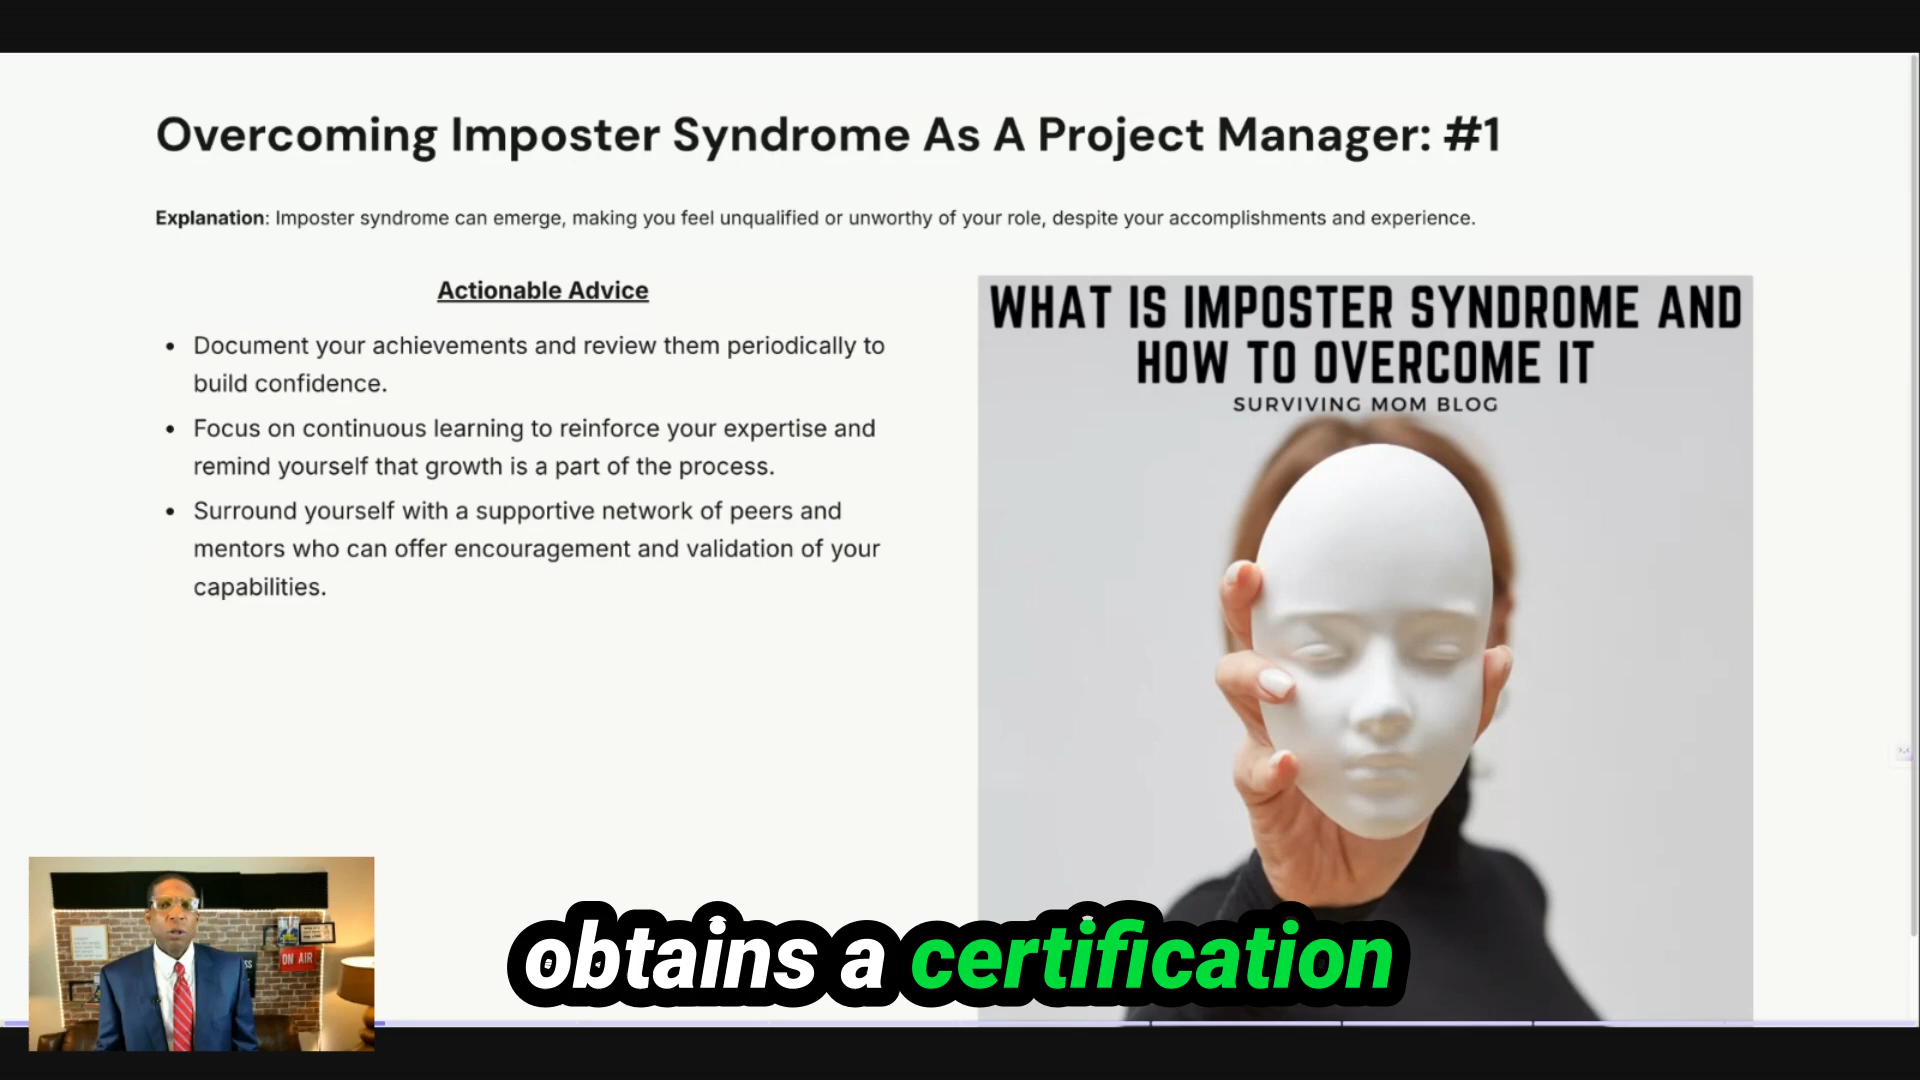 Overcoming Imposter Syndrome As A Project Manager: #1
Explanation: Imposter syndrome can emerge, making you feel unqualified or unworthy of your role, despite your accomplishments and experience.
Actionable Advice
• Document your achievements and review them periodically to
build confidence.
• Focus on continuous learning to reinforce your expertise and
remind yourself that growth is a part of the process.
• Surround yourself with a supportive network of peers and
mentors who can offer encouragement and validation of your
capabilities.
WHAT IS IMPOSTER SYNDROME AND
HOW TO OVERCOME IT
SURVIVING MOM BLOG
ON AIR
obtains a certification